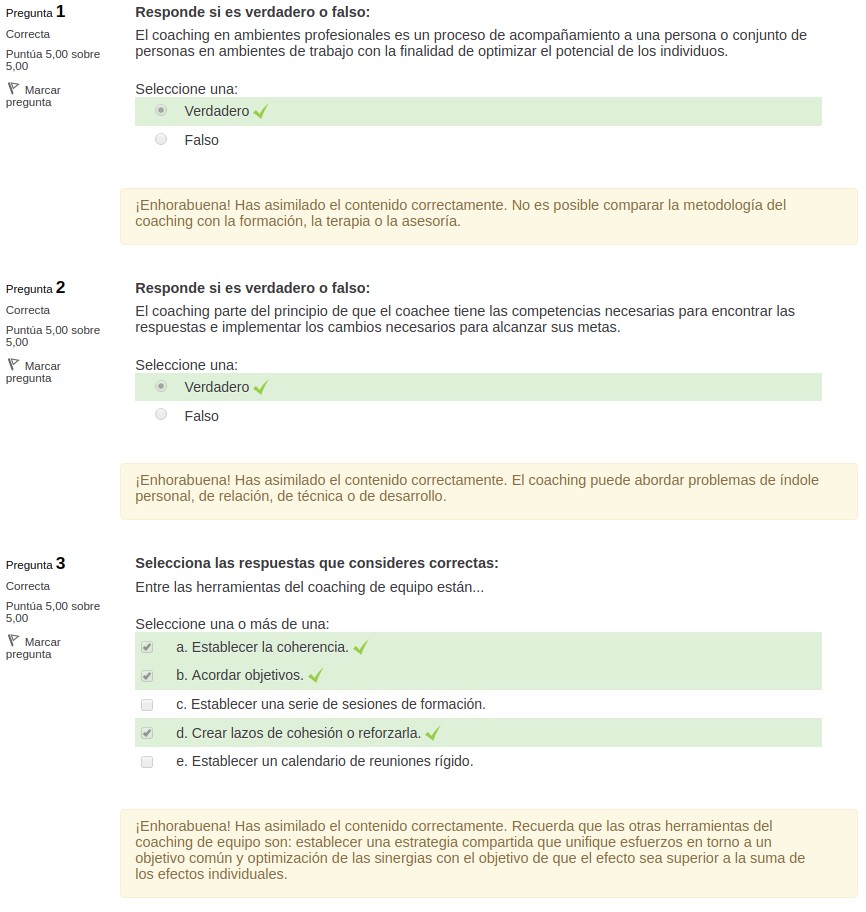 Pregunta 1
Correcta
Puntúa 5,00 sobre
5,00
Marcar
pregunta
Responde si es verdadero o falso:
El coaching en ambientes profesionales es un proceso de acompañamiento a una persona o conjunto de
personas en ambientes de trabajo con la finalidad de optimizar el potencial de los individuos.
Seleccione una:
Verdadero
Falso
¡Enhorabuena! Has asimilado el contenido correctamente. No es posible comparar la metodología del
coaching con la formación, la terapia o la asesoría.
Pregunta 2
Correcta
Puntúa 5,00 sobre
5,00
Marcar
pregunta
Responde si es verdadero o falso:
El coaching parte del principio de que el coachee tiene las competencias necesarias para encontrar las
respuestas e implementar los cambios necesarios para alcanzar sus metas.
Seleccione una:
Verdadero
Falso
¡Enhorabuena! Has asimilado el contenido correctamente. El coaching puede abordar problemas de índole
personal, de relación, de técnica o de desarrollo.
Pregunta 3
Correcta
Puntúa 5,00 sobre
5,00
Marcar
pregunta
Selecciona las respuestas que consideres correctas:
Entre las herramientas del coaching de equipo están...
Seleccione una o más de una:
a. Establecer la coherencia.
b. Acordar objetivos.
c. Establecer una serie de sesiones de formación.
d. Crear lazos de cohesión o reforzarla.
e. Establecer un calendario de reuniones rígido.
¡Enhorabuena! Has asimilado el contenido correctamente. Recuerda que las otras herramientas del
coaching de equipo son: establecer una estrategia compartida que unifique esfuerzos en torno a un
objetivo común y optimización de las sinergias con el objetivo de que el efecto sea superior a la suma de
los efectos individuales.